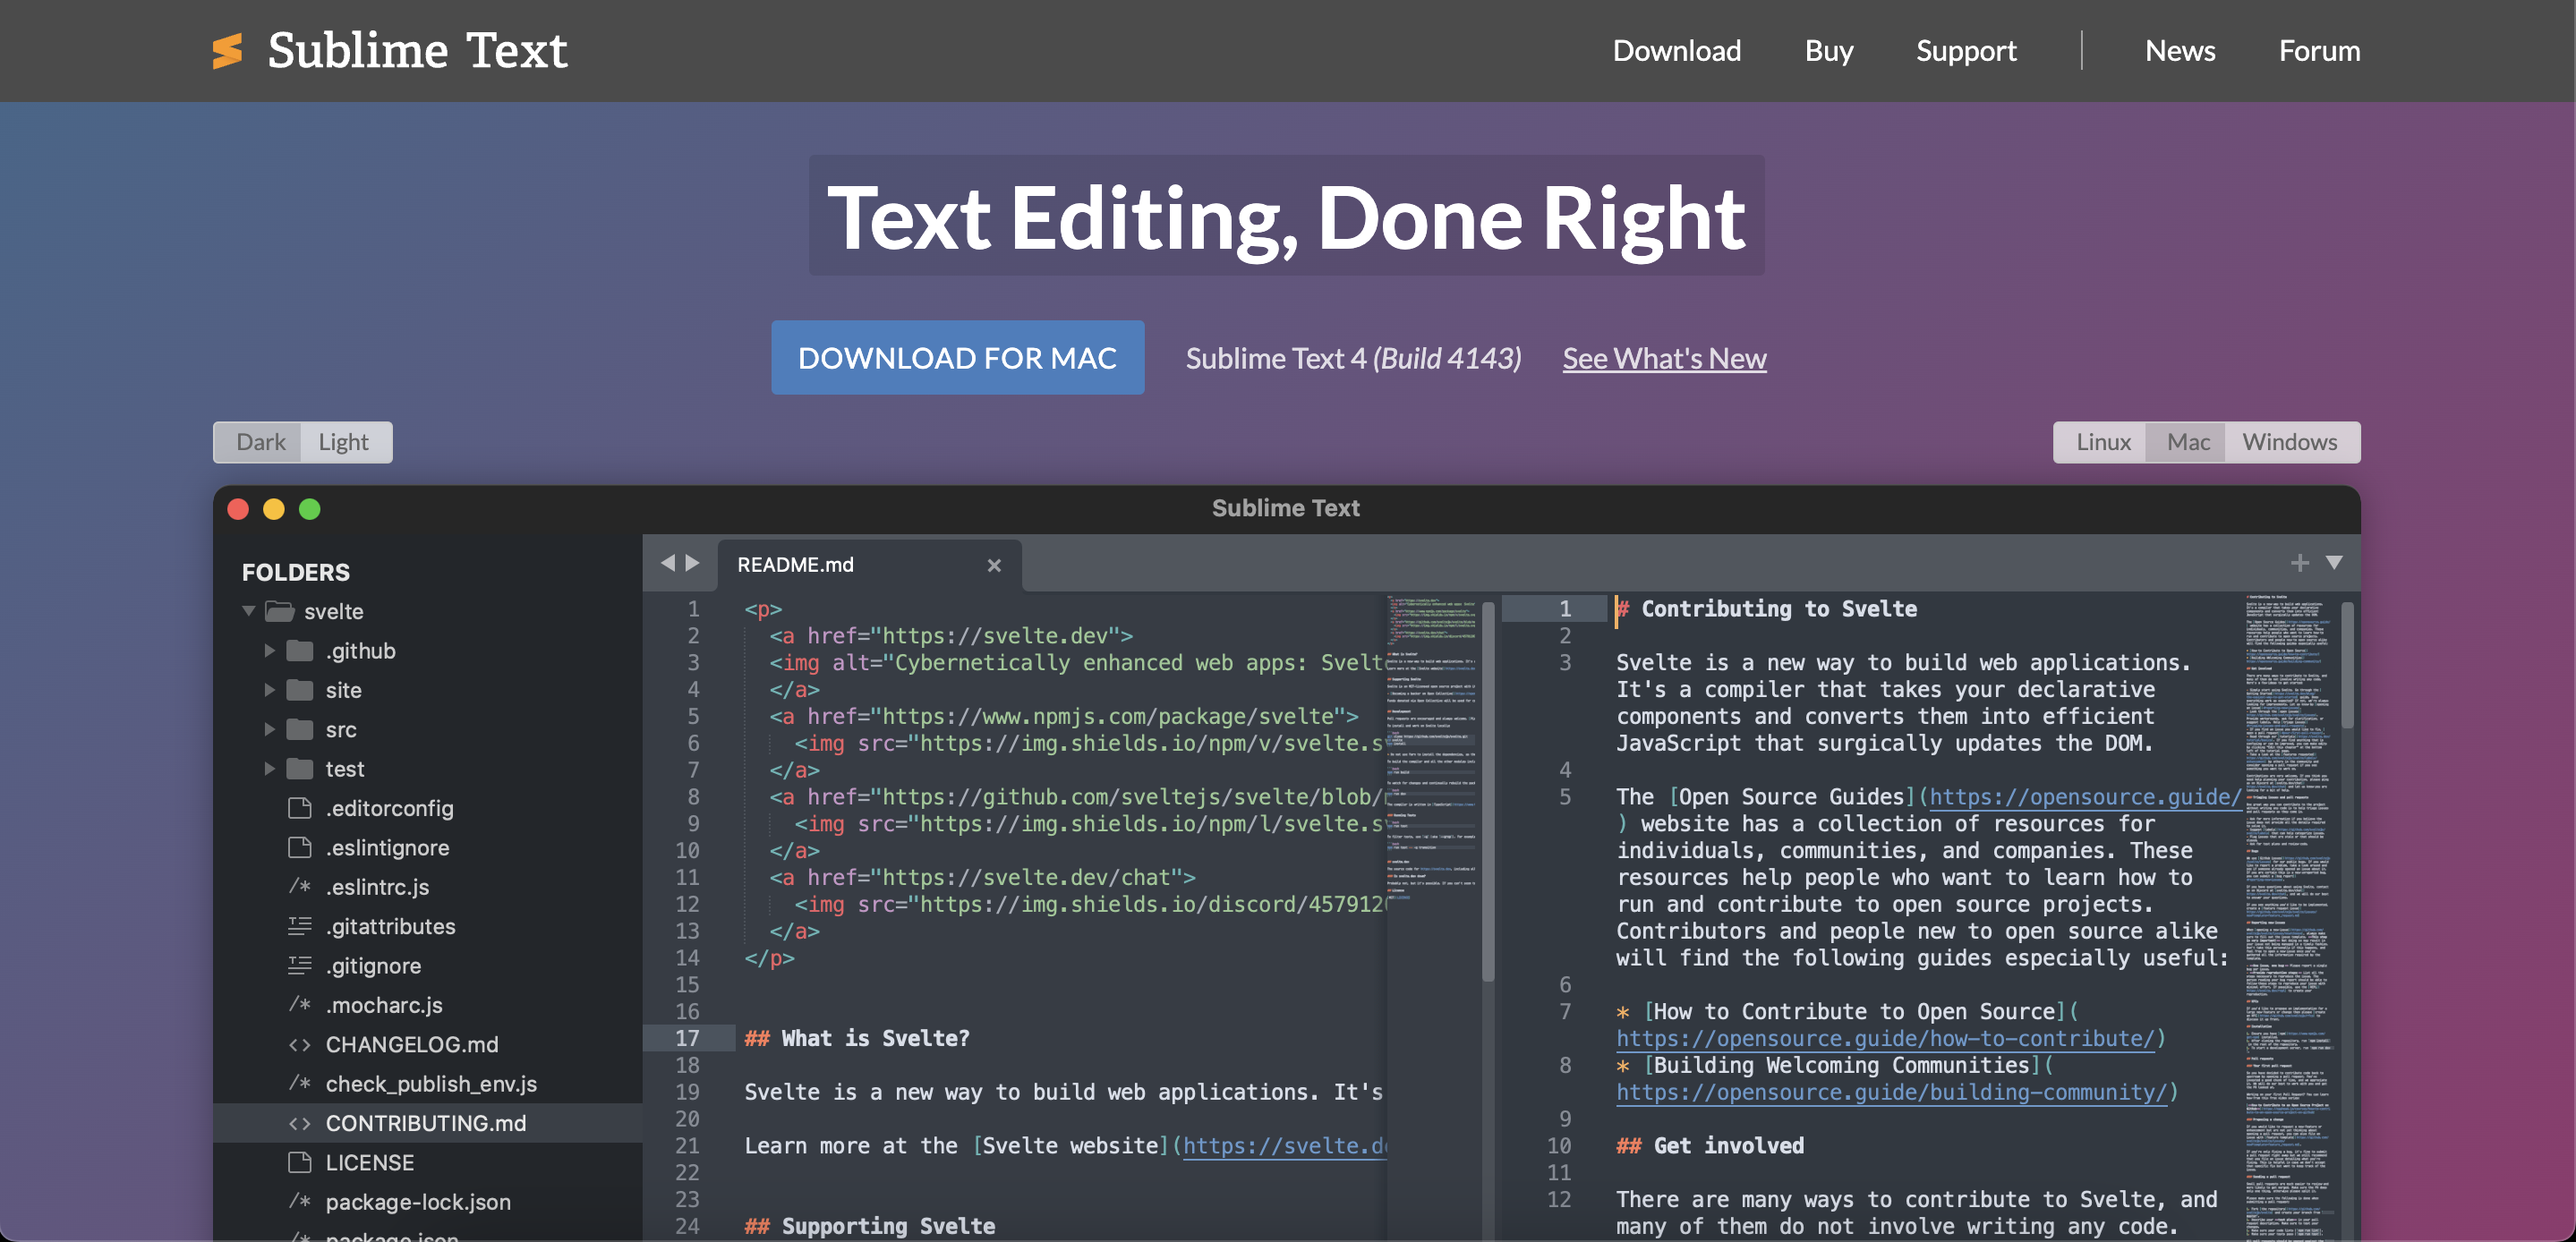 Sublime Text
Download Buy Support News Forum
Text Editing, Done Right
DOWNLOAD FOR MAC Sublime Text 4 (Build 4143) See What's New
Dark Light
Linux Mac Windows
Sublime Text
FOLDERS
svelte
.github
site
src
test
.editorconfig
.eslintignore
/* .eslintrc.js
.gitattributes
.gitignore
/* .mocharc.js
<> CHANGELOG.md
/* check_publish_env.js
<> CONTRIBUTING.md
LICENSE
/* package-lock.json
/* package.json
README.md ×
1 <p>
2 <a href="https://svelte.dev">
3 <img alt="Cybernetically enhanced web apps: Svelt
4 </a>
5 <a href="https://www.npmjs.com/package/svelte">
6 <img src="https://img.shields.io/npm/v/svelte.s
7 </a>
8 <a href="https://github.com/sveltejs/svelte/blob/
9 <img src="https://img.shields.io/npm/l/svelte.s
10 </a>
11 <a href="https://svelte.dev/chat">
12 <img src="https://img.shields.io/discord/457912
13 </a>
14 </p>
15
16
17 ## What is Svelte?
18
19 Svelte is a new way to build web applications. It's
20
21 Learn more at the [Svelte website](https://svelte.d
22
23
24 ## Supporting Svelte
1 # Contributing to Svelte
2
3 Svelte is a new way to build web applications.
It's a compiler that takes your declarative
components and converts them into efficient
JavaScript that surgically updates the DOM.
4
5 The [Open Source Guides](https://opensource.guide/
) website has a collection of resources for
individuals, communities, and companies. These
resources help people who want to learn how to
run and contribute to open source projects.
Contributors and people new to open source alike
will find the following guides especially useful:
6
7 * [How to Contribute to Open Source](
https://opensource.guide/how-to-contribute/)
8 * [Building Welcoming Communities](
https://opensource.guide/building-community/)
9
10 ## Get involved
11
12 There are many ways to contribute to Svelte, and
many of them do not involve writing any code.